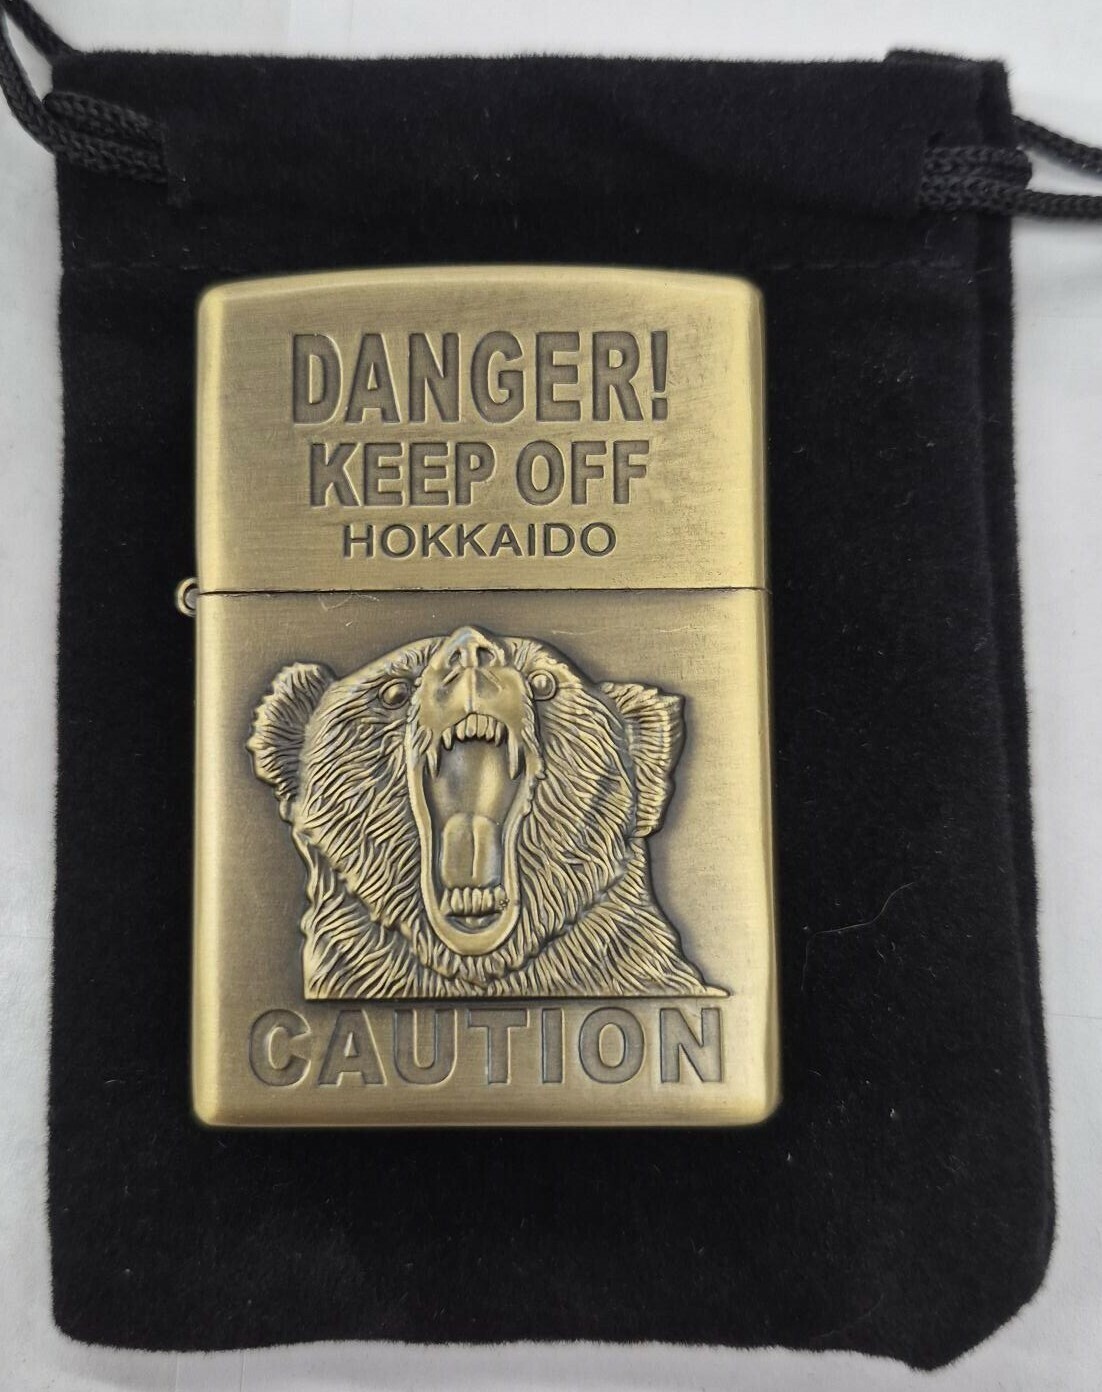 DANGER!
KEEP OFF
HOKKAIDO
CAUTION